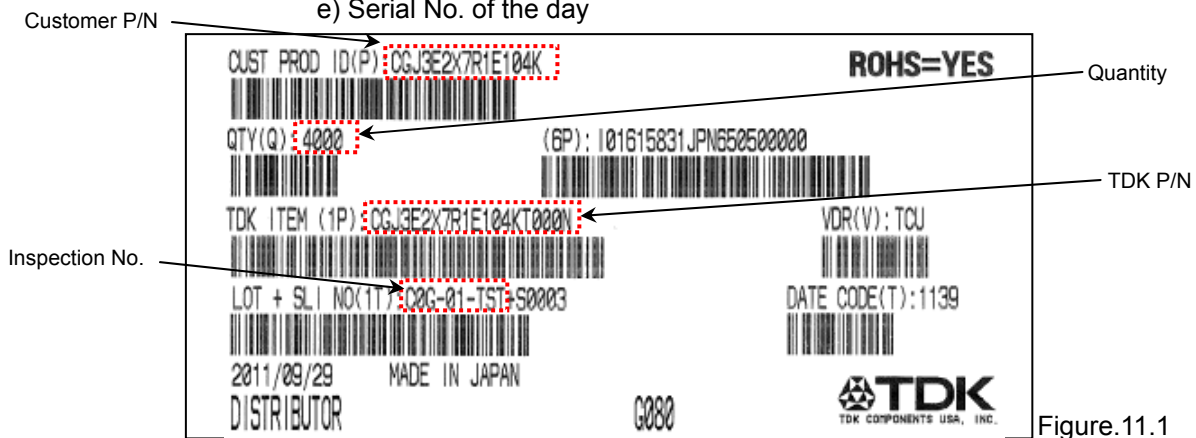 e) Serial No. of the day
Customer P/N
CUST PROD ID(P):CGJ3E2X7R1E104K
ROHS=YES
Quantity
QTY(Q):4000
(6P):I01615831JPN650500000
TDK P/N
TDK ITEM (1P):CGJ3E2X7R1E104KT000N
VDR(V):TCU
Inspection No.
LOT + SLI NO(1T):C0G-01-TST+S0003
DATE CODE(T):1139
2011/09/29 MADE IN JAPAN
TDK
TDK COMPONENTS USA, INC.
DISTRIBUTOR
G080
Figure.11.1